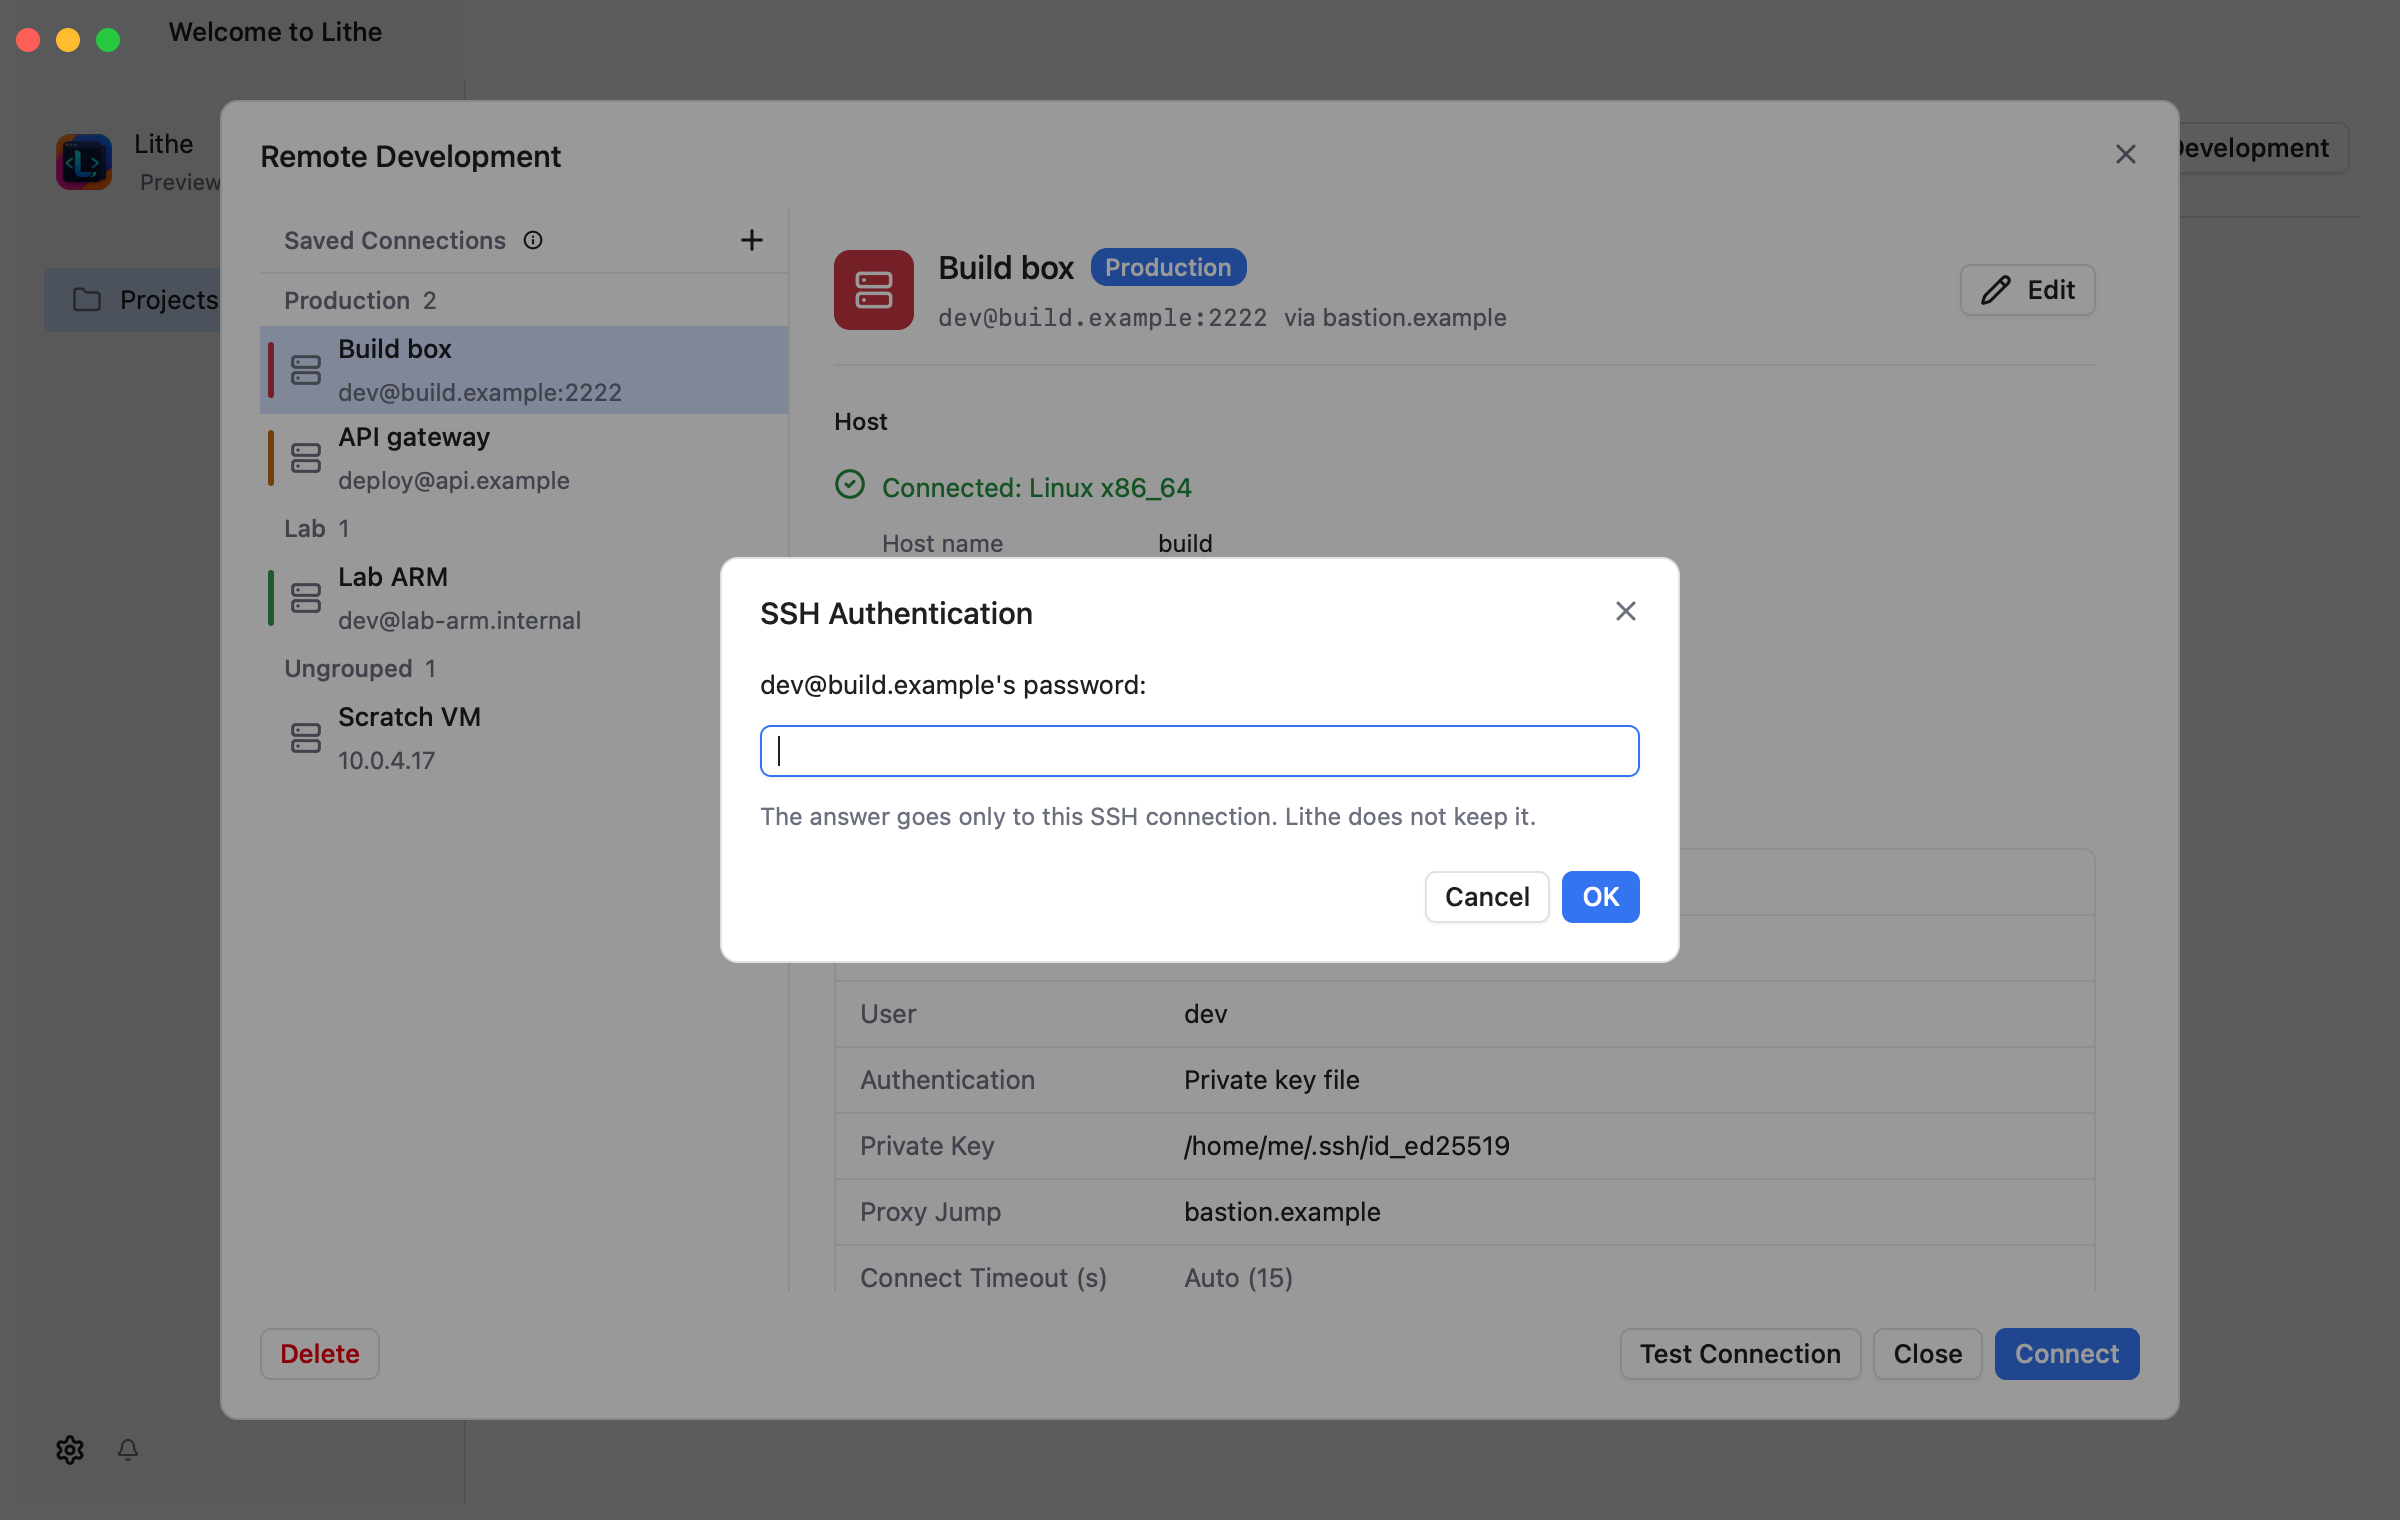 Welcome to Lithe
Lithe
Preview
Projects
Development
Remote Development
Saved Connections
Production 2
Build box
dev@build.example:2222
API gateway
deploy@api.example
Lab 1
Lab ARM
dev@lab-arm.internal
Ungrouped 1
Scratch VM
10.0.4.17
Build box Production
dev@build.example:2222 via bastion.example
Edit
Host
Connected: Linux x86_64
Host name build
SSH Authentication
dev@build.example's password:
The answer goes only to this SSH connection. Lithe does not keep it.
Cancel OK
User dev
Authentication Private key file
Private Key /home/me/.ssh/id_ed25519
Proxy Jump bastion.example
Connect Timeout (s) Auto (15)
Delete
Test Connection Close Connect